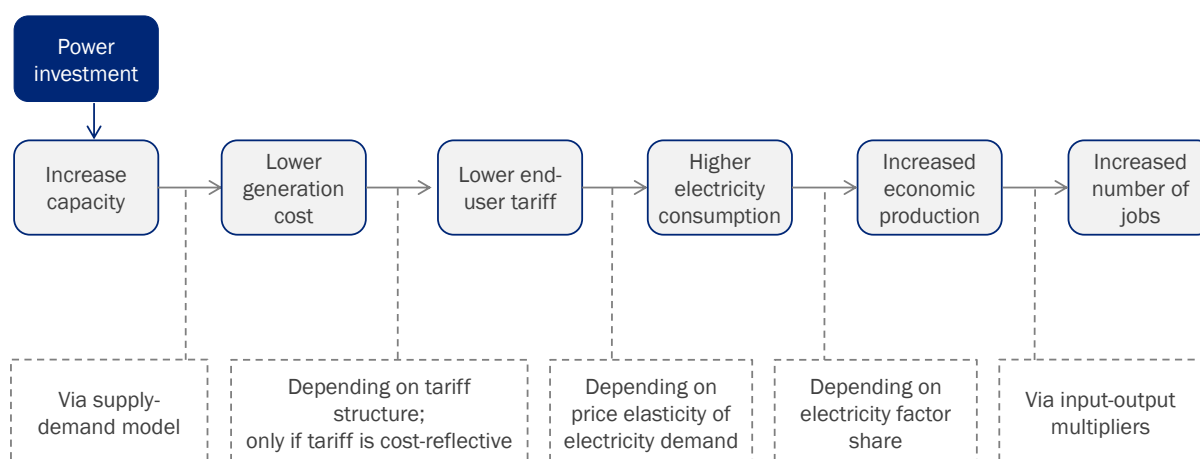 Power
investment
Increase
capacity
Lower
generation
cost
Lower end-
user tariff
Higher
electricity
consumption
Increased
economic
production
Increased
number of
jobs
Via supply-
demand model
Depending on tariff
structure;
only if tariff is cost-reflective
Depending on
price elasticity of
electricity demand
Depending on
electricity factor
share
Via input-output
multipliers